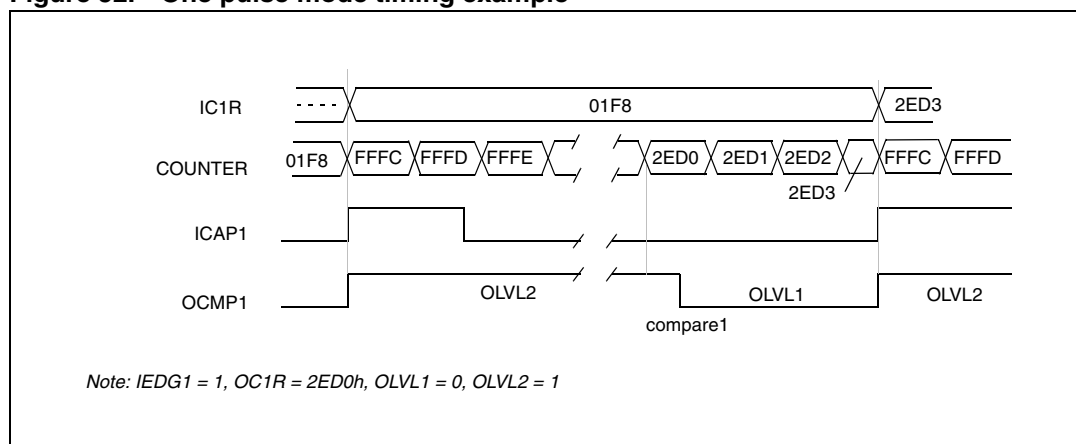 Figure 52. One pulse mode timing example
IC1R
01F8
2ED3
COUNTER
01F8 FFFC FFFD FFFE 2ED0 2ED1 2ED2 FFFC FFFD
2ED3
ICAP1
OCMP1
OLVL2
OLVL1
OLVL2
compare1
Note: IEDG1 = 1, OC1R = 2ED0h, OLVL1 = 0, OLVL2 = 1